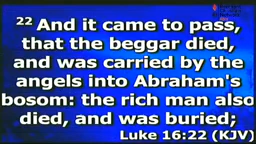 22 And it came to pass,
that the beggar died,
and was carried by the
angels into Abraham's
bosom: the rich man also
died, and was buried;
Luke 16:22 (KJV)